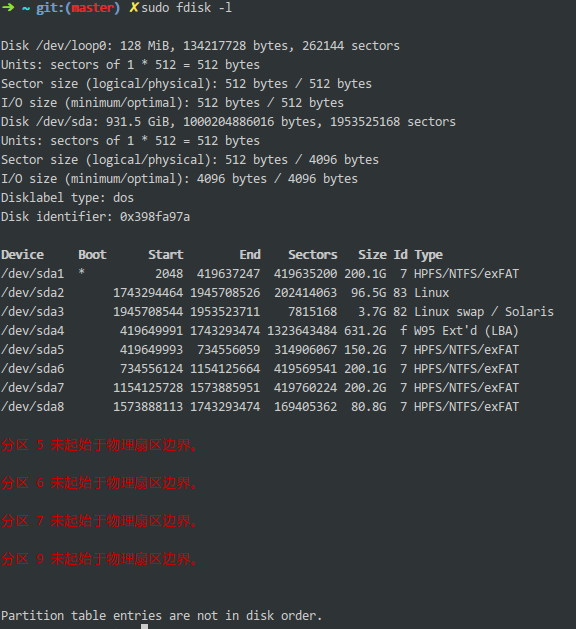 ➜ ~ git:(master) ✗sudo fdisk -l
Disk /dev/loop0: 128 MiB, 134217728 bytes, 262144 sectors
Units: sectors of 1 * 512 = 512 bytes
Sector size (logical/physical): 512 bytes / 512 bytes
I/O size (minimum/optimal): 512 bytes / 512 bytes
Disk /dev/sda: 931.5 GiB, 1000204886016 bytes, 1953525168 sectors
Units: sectors of 1 * 512 = 512 bytes
Sector size (logical/physical): 512 bytes / 4096 bytes
I/O size (minimum/optimal): 4096 bytes / 4096 bytes
Disklabel type: dos
Disk identifier: 0x398fa97a
Device Boot Start End Sectors Size Id Type
/dev/sda1 * 2048 419637247 419635200 200.1G 7 HPFS/NTFS/exFAT
/dev/sda2 1743294464 1945708526 202414063 96.5G 83 Linux
/dev/sda3 1945708544 1953523711 7815168 3.7G 82 Linux swap / Solaris
/dev/sda4 419649991 1743293474 1323643484 631.2G f W95 Ext'd (LBA)
/dev/sda5 419649993 734556059 314906067 150.2G 7 HPFS/NTFS/exFAT
/dev/sda6 734556124 1154125664 419569541 200.1G 7 HPFS/NTFS/exFAT
/dev/sda7 1154125728 1573885951 419760224 200.2G 7 HPFS/NTFS/exFAT
/dev/sda8 1573888113 1743293474 169405362 80.8G 7 HPFS/NTFS/exFAT
分区 5 未起始于物理扇区边界。
分区 6 未起始于物理扇区边界。
分区 7 未起始于物理扇区边界。
分区 9 未起始于物理扇区边界。
Partition table entries are not in disk order.